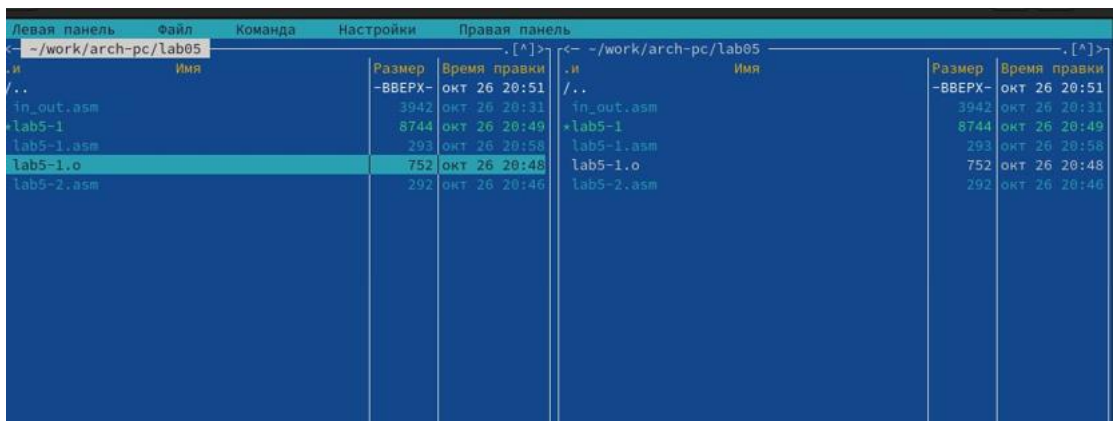 Левая панель Файл Команда Настройки Правая панель
<— ~/work/arch-pc/lab05 .[^]>
.и Имя Размер Время правки
/.. -ВВЕРХ- окт 26 20:51
in_out.asm 3942 окт 26 20:31
*lab5-1 8744 окт 26 20:49
lab5-1.asm 293 окт 26 20:58
lab5-1.o 752 окт 26 20:48
lab5-2.asm 292 окт 26 20:46
<— ~/work/arch-pc/lab05 .[^]>
.и Имя Размер Время правки
/.. -ВВЕРХ- окт 26 20:51
in_out.asm 3942 окт 26 20:31
*lab5-1 8744 окт 26 20:49
lab5-1.asm 293 окт 26 20:58
lab5-1.o 752 окт 26 20:48
lab5-2.asm 292 окт 26 20:46